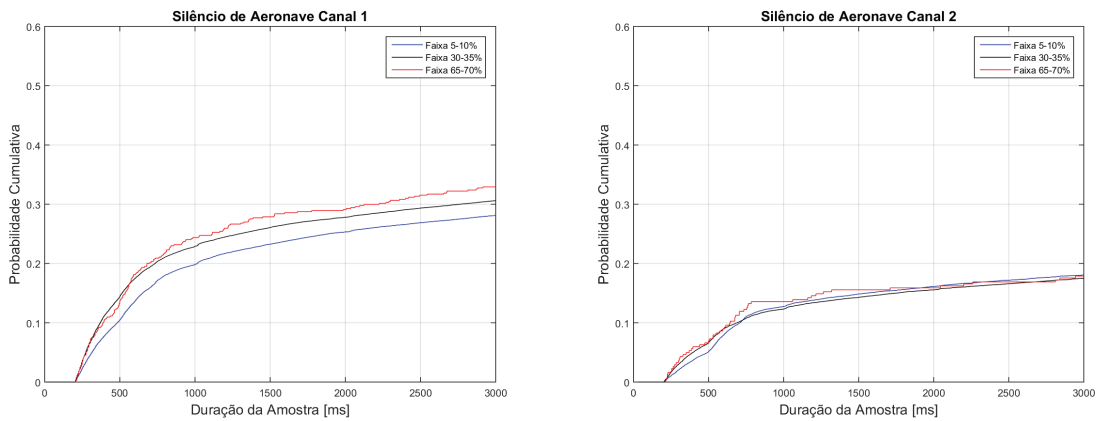 Silêncio de Aeronave Canal 1
0.6
0.5
0.4
0.3
0.2
0.1
0
Probabilidade Cumulativa
Faixa 5-10%
Faixa 30-35%
Faixa 65-70%
0 500 1000 1500 2000 2500 3000
Duração da Amostra [ms]
Silêncio de Aeronave Canal 2
0.6
0.5
0.4
0.3
0.2
0.1
0
Probabilidade Cumulativa
Faixa 5-10%
Faixa 30-35%
Faixa 65-70%
0 500 1000 1500 2000 2500 3000
Duração da Amostra [ms]